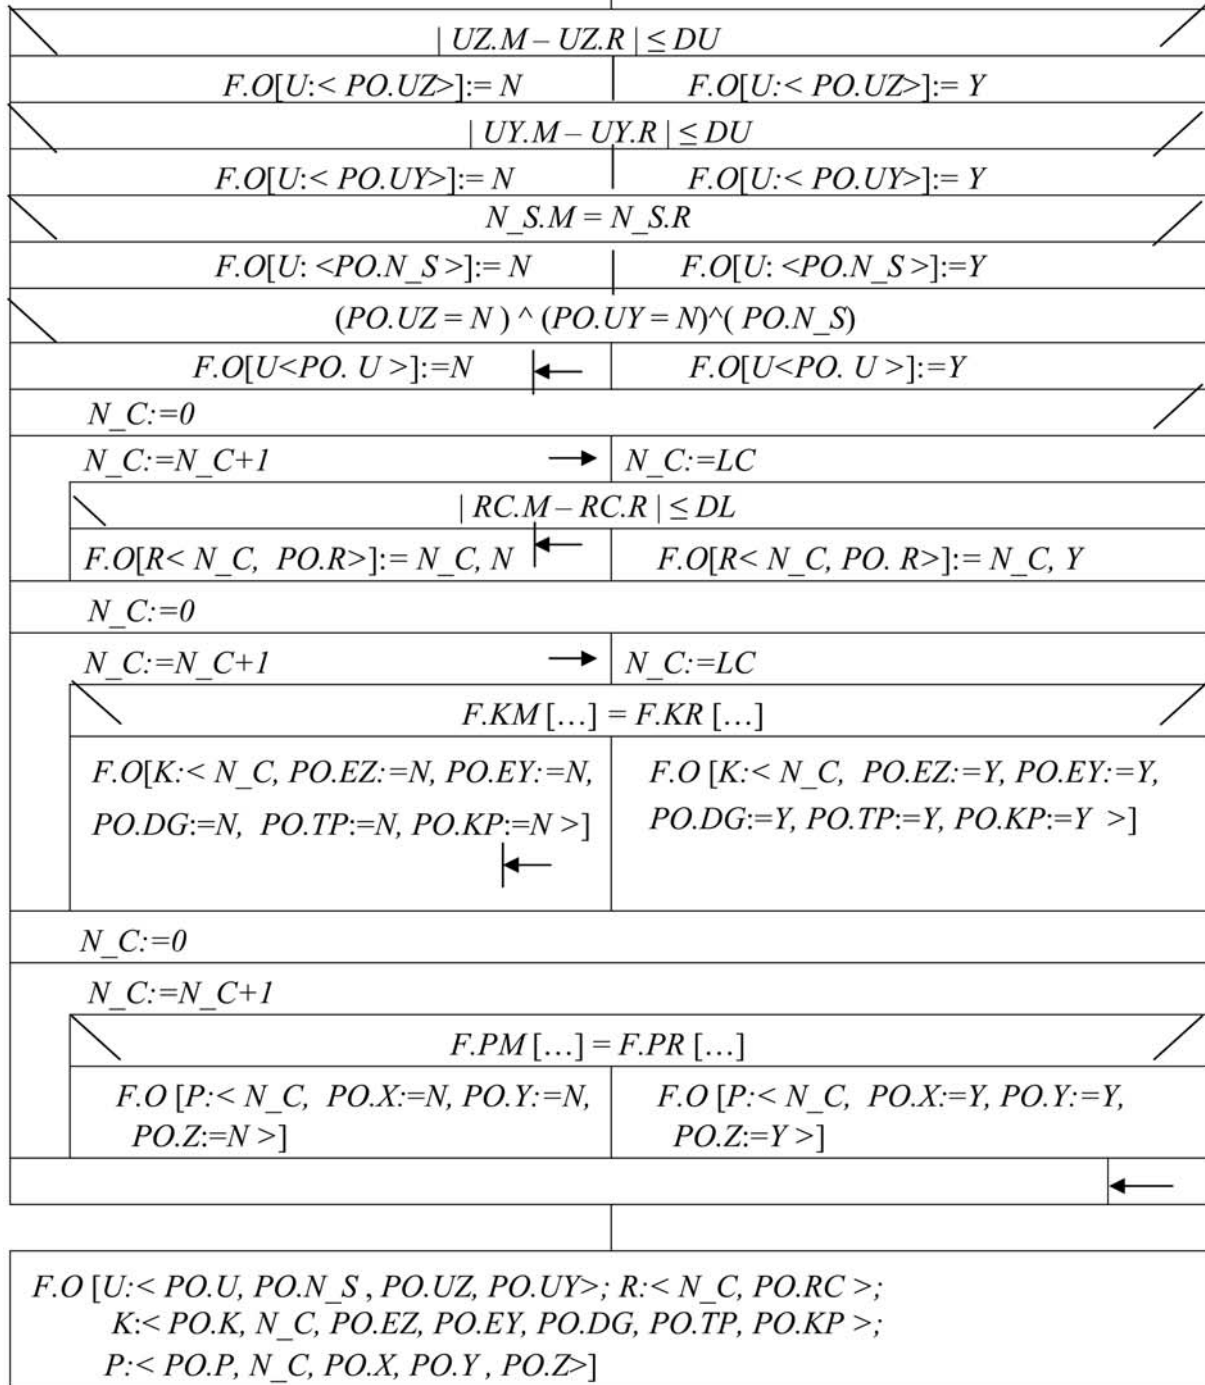 | UZ.M – UZ.R | ≤ DU
F.O[U:< PO.UZ>]:= N F.O[U:< PO.UZ>]:= Y
| UY.M – UY.R | ≤ DU
F.O[U:< PO.UY>]:= N F.O[U:< PO.UY>]:= Y
N_S.M = N_S.R
F.O[U: <PO.N_S >]:= N F.O[U: <PO.N_S >]:=Y
(PO.UZ = N ) ^ (PO.UY = N)^( PO.N_S)
F.O[U<PO. U >]:=N F.O[U<PO. U >]:=Y
N_C:=0
N_C:=N_C+1 N_C:=LC
| RC.M – RC.R | ≤ DL
F.O[R< N_C, PO.R>]:= N_C, N F.O[R< N_C, PO. R>]:= N_C, Y
N_C:=0
N_C:=N_C+1 N_C:=LC
F.KM […] = F.KR […]
F.O[K:< N_C, PO.EZ:=N, PO.EY:=N, F.O [K:< N_C, PO.EZ:=Y, PO.EY:=Y,
PO.DG:=N, PO.TP:=N, PO.KP:=N >] PO.DG:=Y, PO.TP:=Y, PO.KP:=Y >]
N_C:=0
N_C:=N_C+1
F.PM […] = F.PR […]
F.O [P:< N_C, PO.X:=N, PO.Y:=N, F.O [P:< N_C, PO.X:=Y, PO.Y:=Y,
PO.Z:=N >] PO.Z:=Y >]
F.O [U:< PO.U, PO.N_S , PO.UZ, PO.UY>; R:< N_C, PO.RC >;
K:< PO.K, N_C, PO.EZ, PO.EY, PO.DG, PO.TP, PO.KP >;
P:< PO.P, N_C, PO.X, PO.Y , PO.Z>]